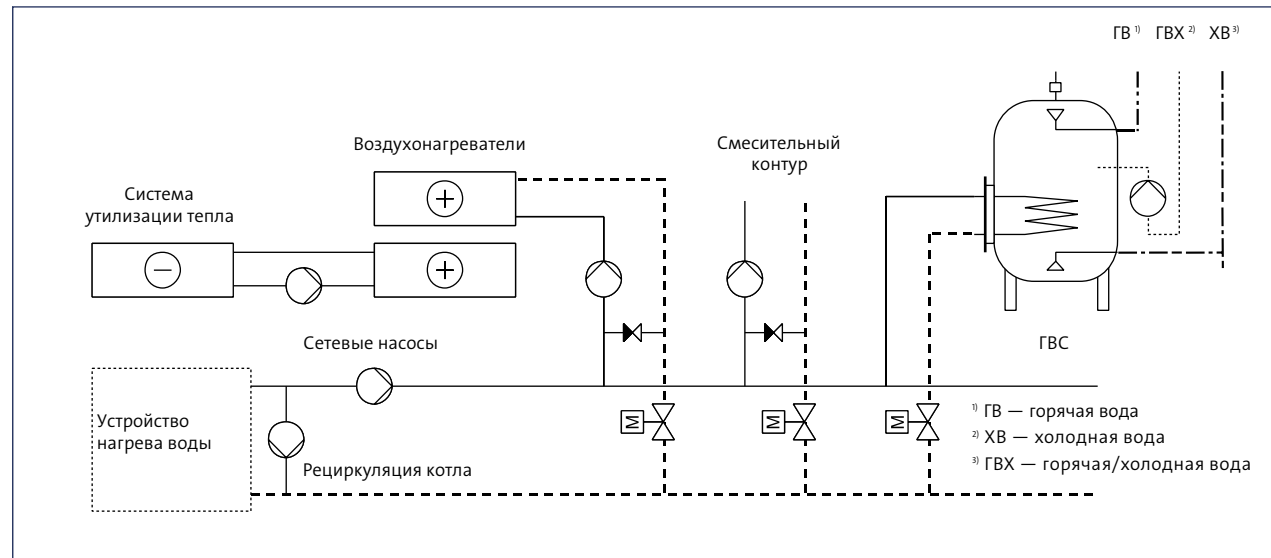 ГВ ¹⁾ ГВХ ²⁾ ХВ ³⁾
Воздухонагреватели
Смесительный
контур
Система
утилизации тепла
Сетевые насосы
ГВС
Устройство
нагрева воды
M
M
M
Рециркуляция котла
¹⁾ ГВ — горячая вода
²⁾ ХВ — холодная вода
³⁾ ГВХ — горячая/холодная вода